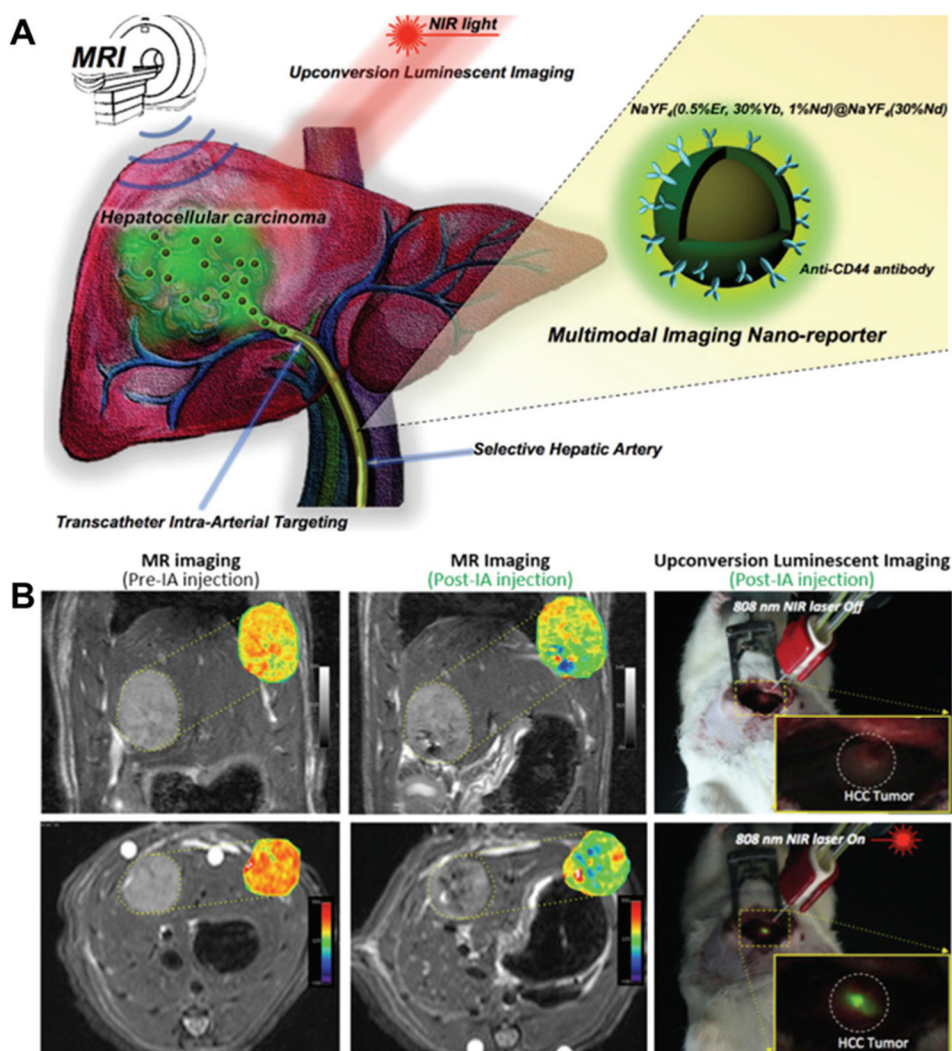 A
MRI
NIR light
Upconversion Luminescent Imaging
NaYF4(0.5%Er, 30%Yb, 1%Nd)@NaYF4(30%Nd)
Hepatocellular carcinoma
Anti-CD44 antibody
Multimodal Imaging Nano-reporter
Selective Hepatic Artery
Transcatheter Intra-Arterial Targeting
MR imaging
(Pre-IA injection)
MR Imaging
(Post-IA injection)
Upconversion Luminescent Imaging
(Post-IA injection)
B
808 nm NIR laser Off
HCC Tumor
808 nm NIR laser On
HCC Tumor